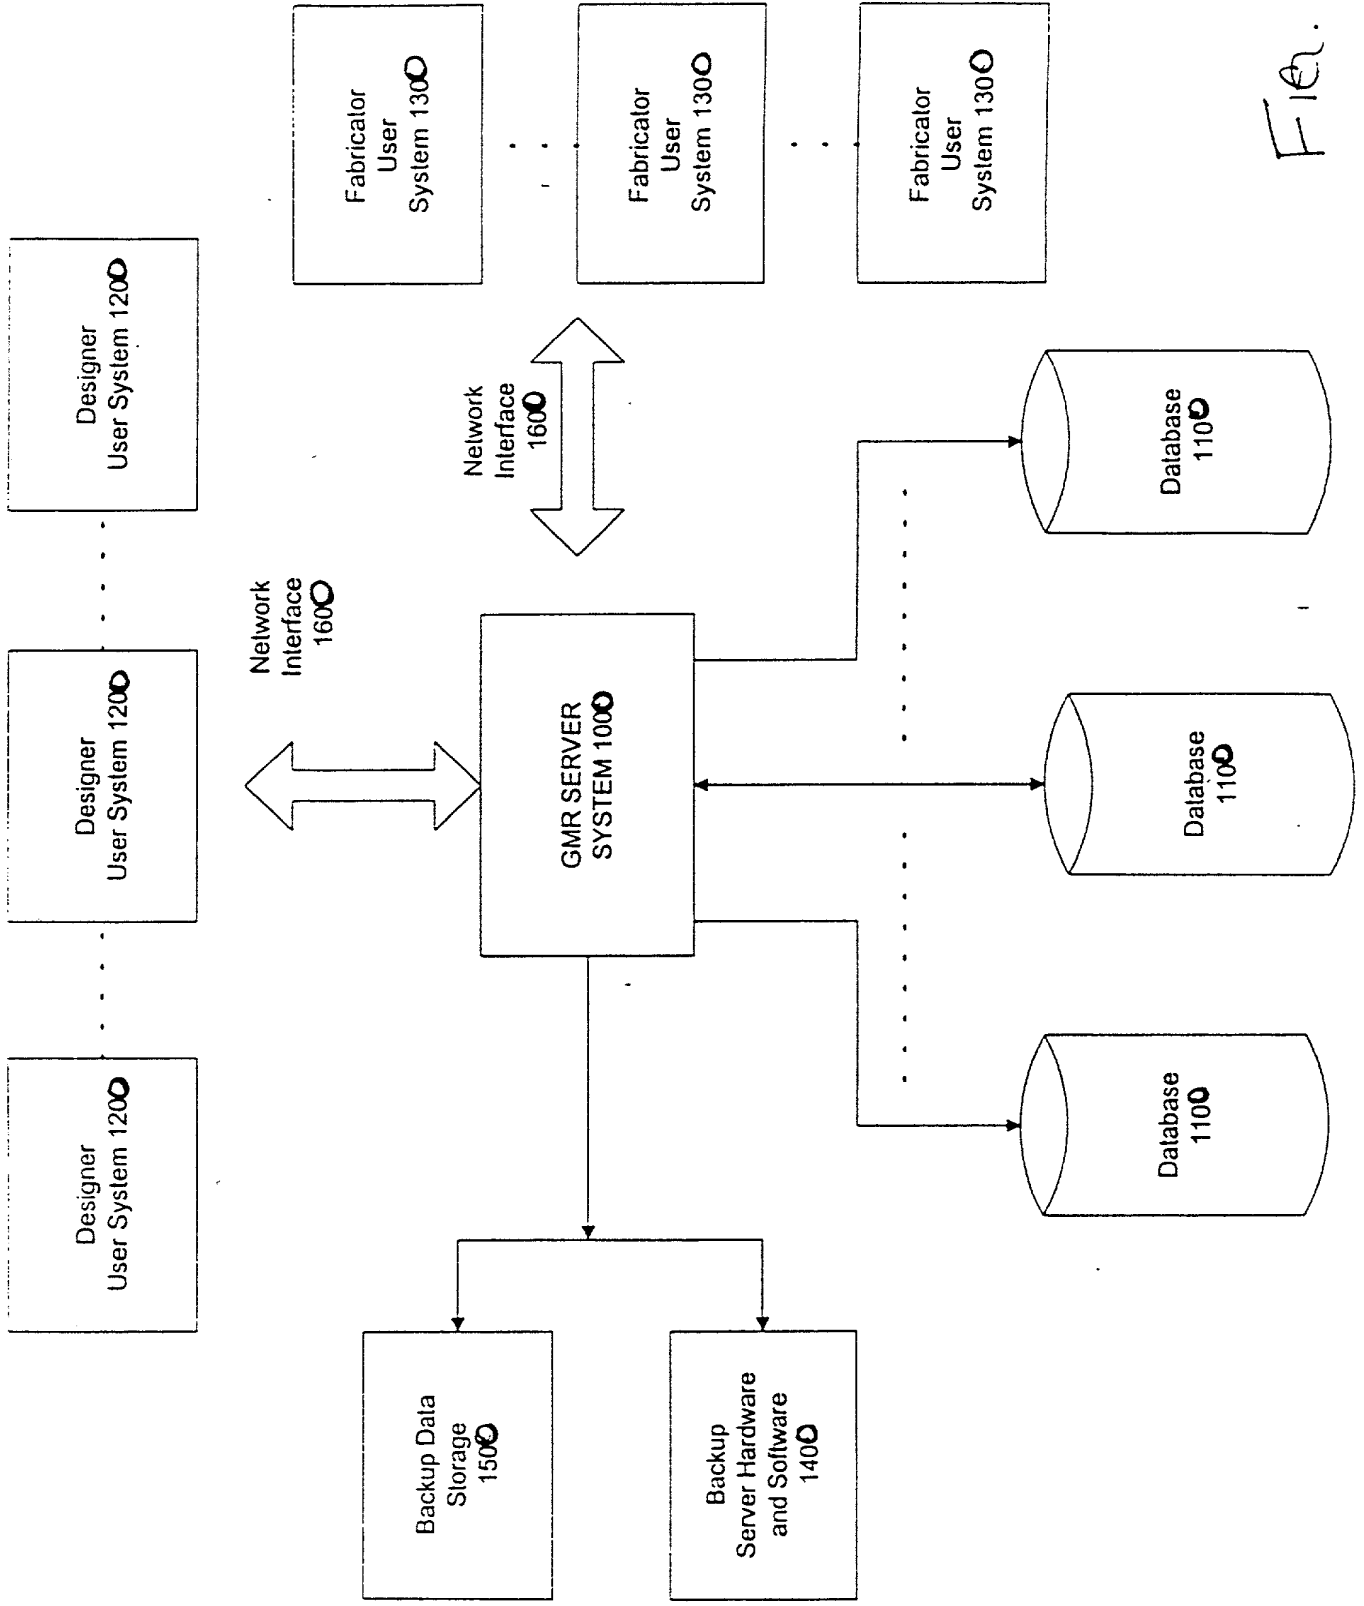 Designer
User System 1200
Designer
User System 1200
Designer
User System 1200
Network
Interface
1600
Backup Data
Storage
1500
Backup
Server Hardware
and Software
1400
GMR SERVER
SYSTEM 1000
Network
Interface
1600
Fabricator
User
System 1300
Fabricator
User
System 1300
Fabricator
User
System 1300
Database
1100
Database
1100
Database
1100
FIG.